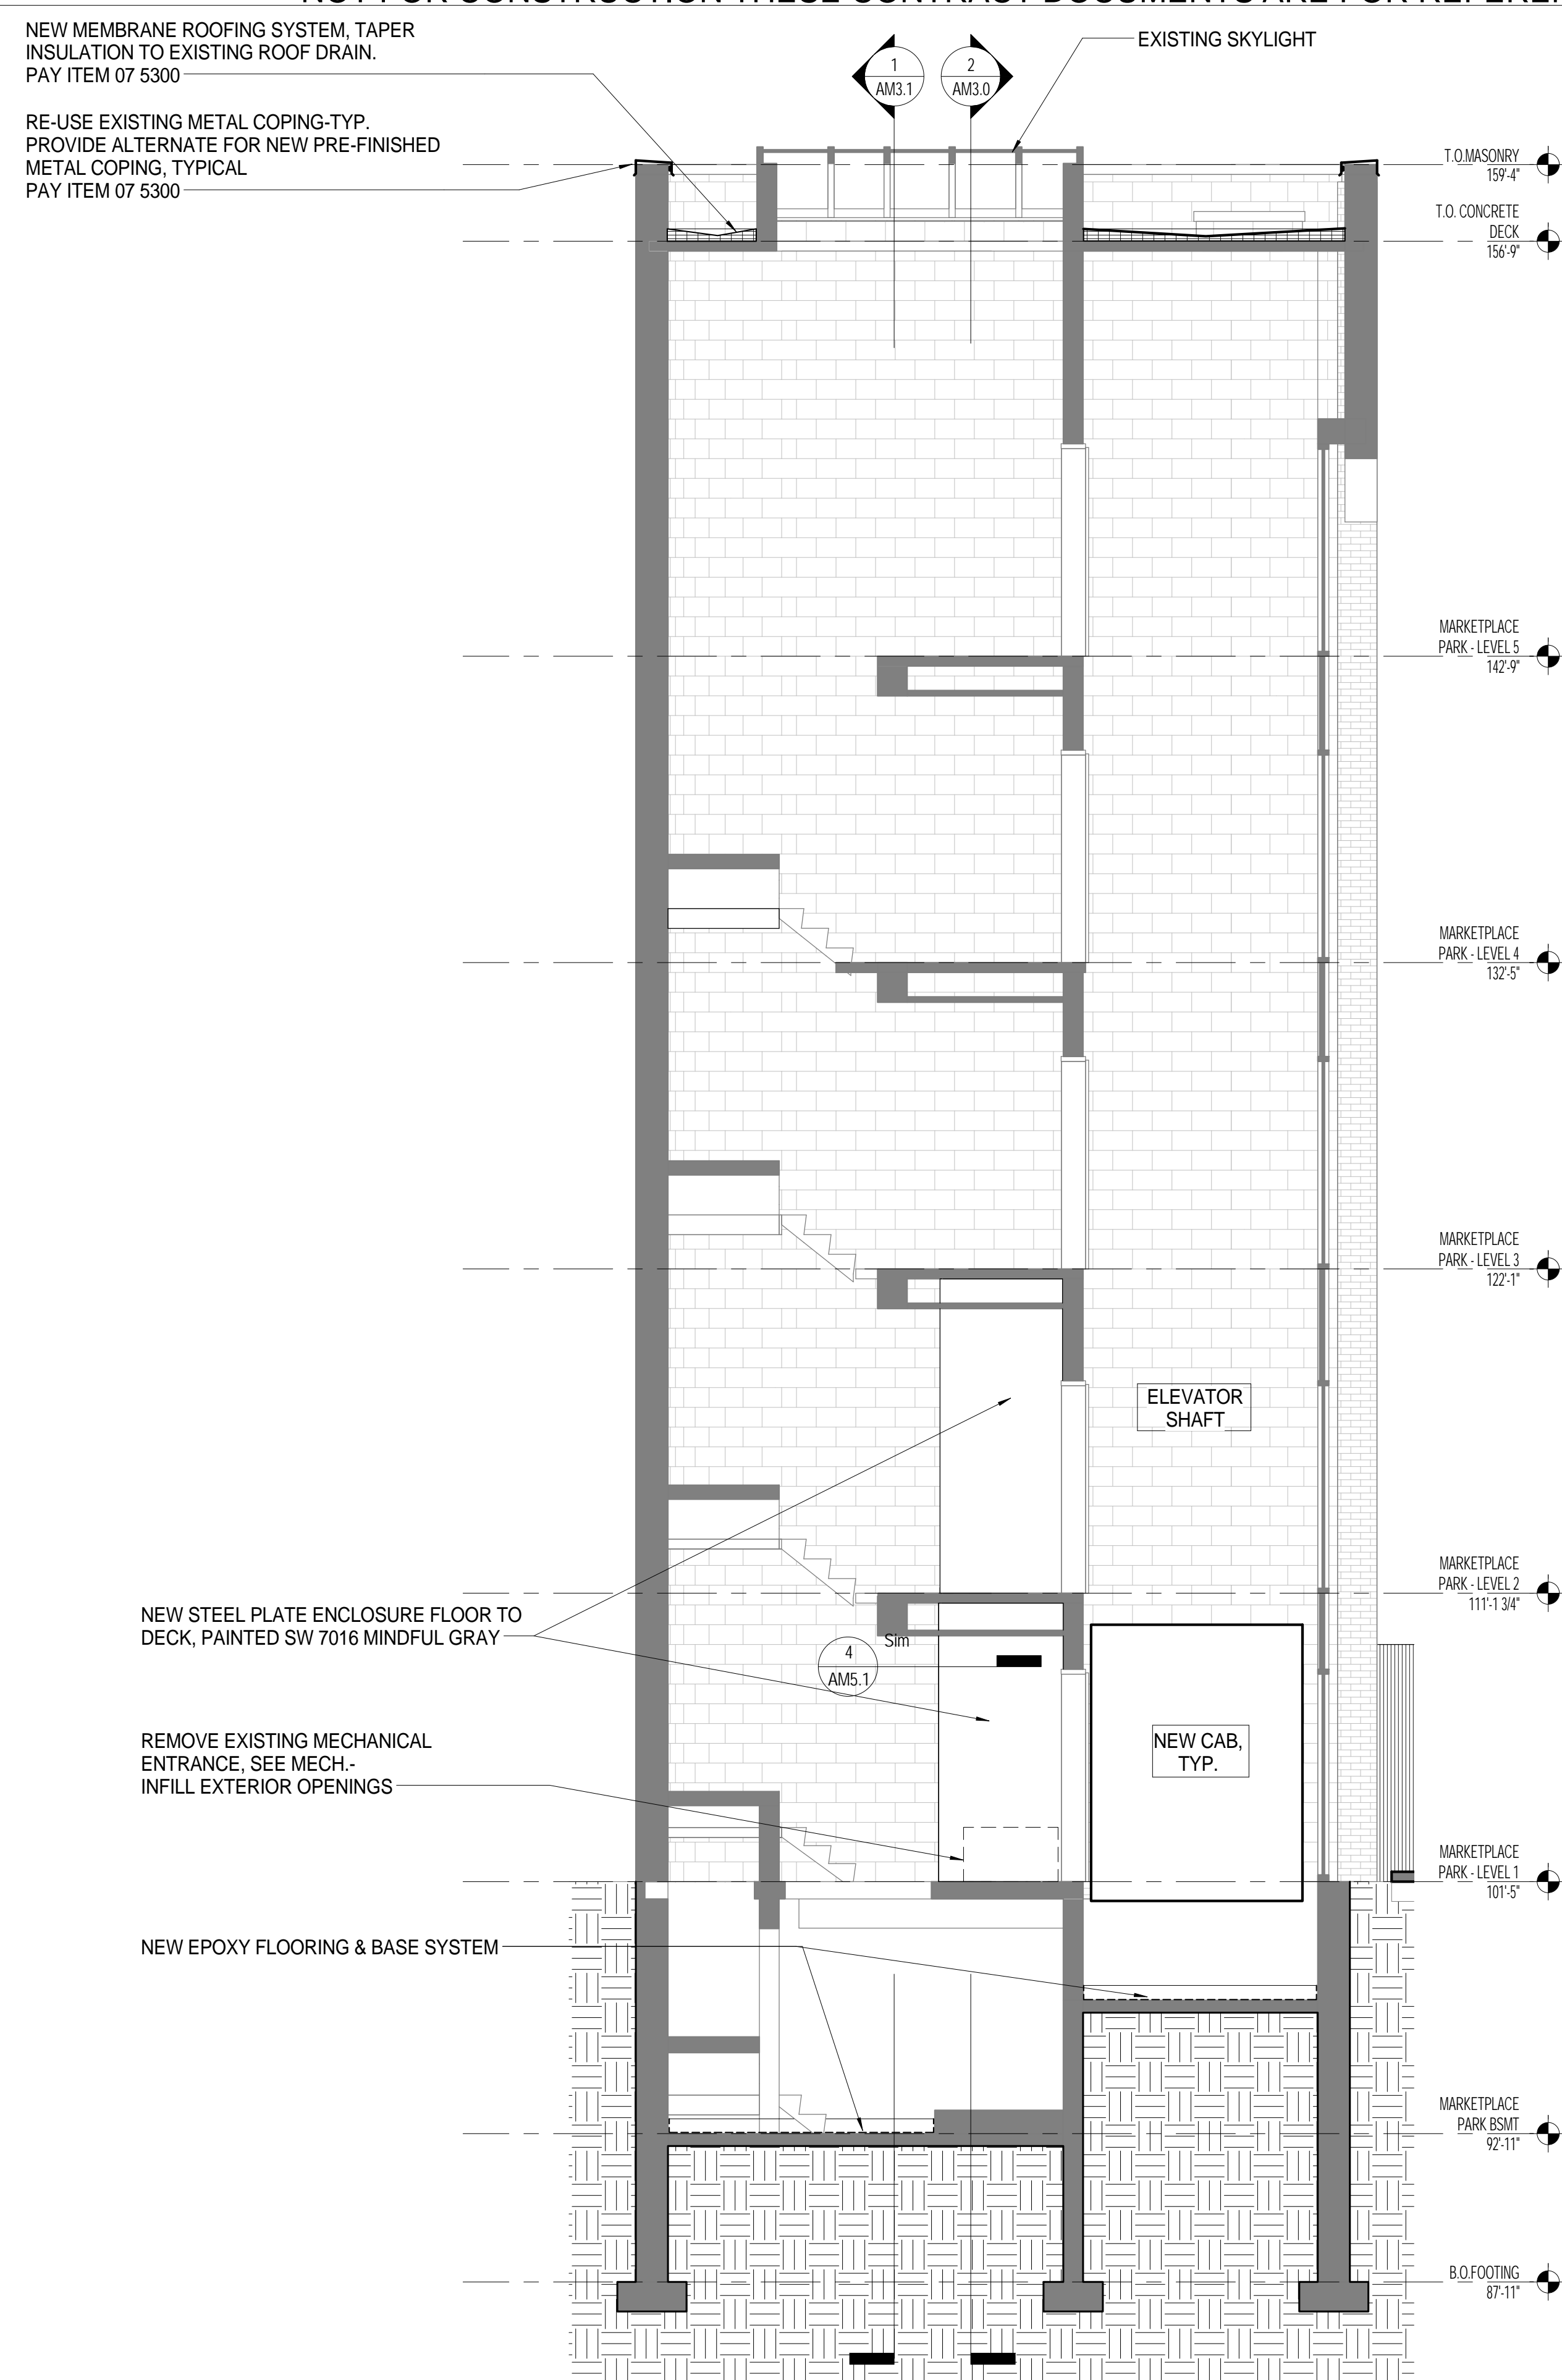 NEW MEMBRANE ROOFING SYSTEM, TAPER
INSULATION TO EXISTING ROOF DRAIN.
PAY ITEM 07 5300
RE-USE EXISTING METAL COPING-TYP.
PROVIDE ALTERNATE FOR NEW PRE-FINISHED
METAL COPING, TYPICAL
PAY ITEM 07 5300
1
AM3.1
2
AM3.0
EXISTING SKYLIGHT
T.O.MASONRY
159'-4"
T.O. CONCRETE
DECK
156'-9"
MARKETPLACE
PARK - LEVEL 5
142'-9"
MARKETPLACE
PARK - LEVEL 4
132'-5"
MARKETPLACE
PARK - LEVEL 3
122'-1"
ELEVATOR
SHAFT
MARKETPLACE
PARK - LEVEL 2
111'-1 3/4"
NEW STEEL PLATE ENCLOSURE FLOOR TO
DECK, PAINTED SW 7016 MINDFUL GRAY
4
AM5.1
Sim
REMOVE EXISTING MECHANICAL
ENTRANCE, SEE MECH.-
INFILL EXTERIOR OPENINGS
NEW CAB,
TYP.
MARKETPLACE
PARK - LEVEL 1
101'-5"
NEW EPOXY FLOORING & BASE SYSTEM
MARKETPLACE
PARK BSMT
92'-11"
B.O.FOOTING
87'-11"